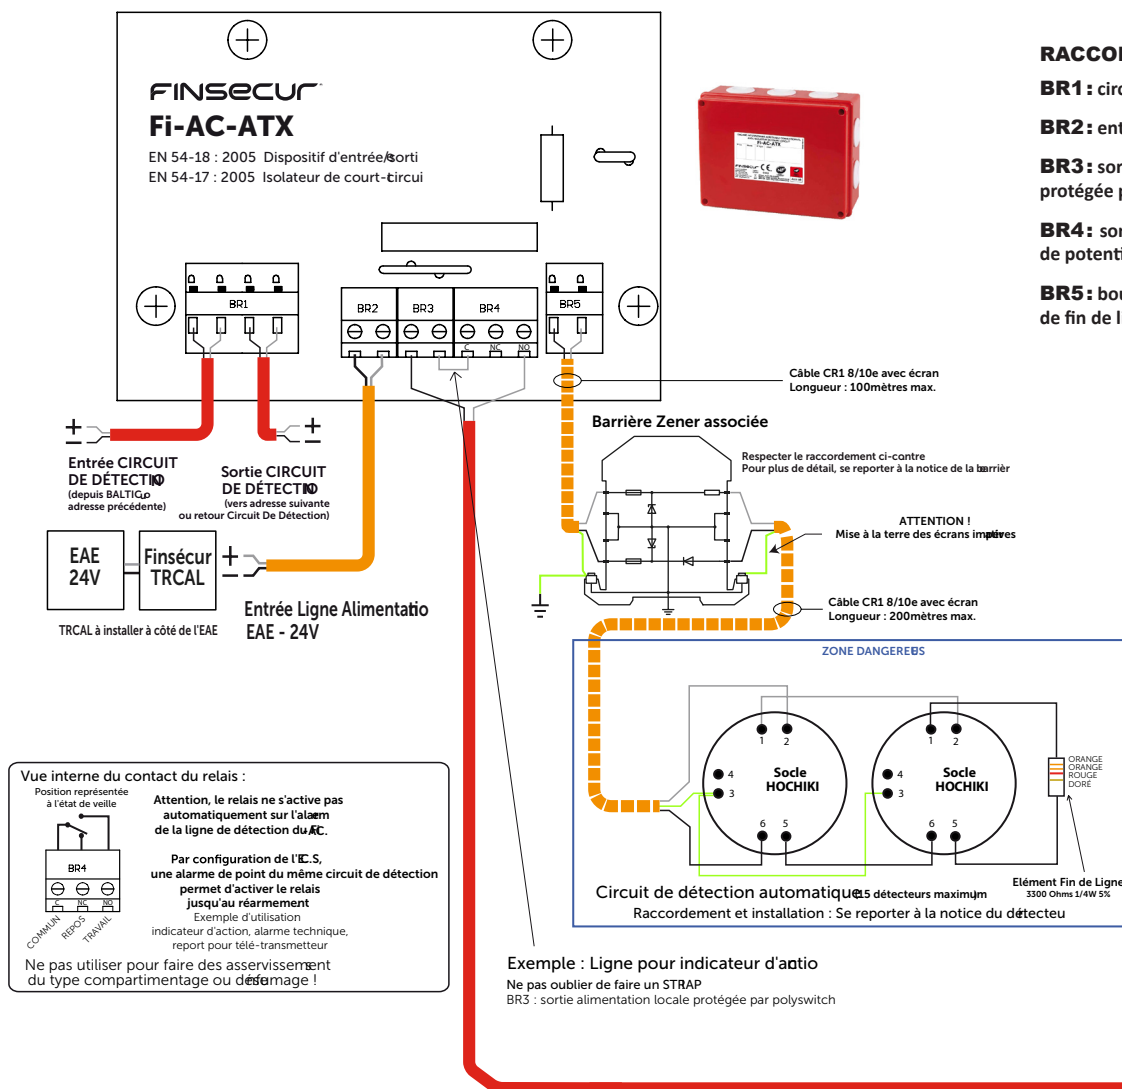 FINSECUR
Fi-AC-ATX
EN 54-18 : 2005 Dispositif d'entrée/sorti
EN 54-17 : 2005 Isolateur de court-circui
BR1
BR2
BR3
BR4
BR5
C
NC
NO
Fi-AC-ATX
FINSECUR
CE
RACCOR
BR1 : circ
BR2 : ent
BR3 : sor
protégée p
BR4 : sor
de potenti
BR5 : bou
de fin de l
Câble CR1 8/10e avec écran
Longueur : 100mètres max.
+
−
Entrée CIRCUIT
DE DÉTECTION
(depuis BALTIC ou
adresse précédente)
+
−
Sortie CIRCUIT
DE DÉTECTION
(vers adresse suivante
ou retour Circuit De Détection)
Barrière Zener associée
Respecter le raccordement ci-contre
Pour plus de détail, se reporter à la notice de la barrièr
ATTENTION !
Mise à la terre des écrans impératives
EAE
24V
Finsécur
TRCAL
+
−
TRCAL à installer à côté de l'EAE
Entrée Ligne Alimentatio
EAE - 24V
Câble CR1 8/10e avec écran
Longueur : 200mètres max.
ZONE DANGEREUS
1
2
4
3
6
5
Socle
HOCHIKI
1
2
4
3
6
5
Socle
HOCHIKI
ORANGE
ORANGE
ROUGE
DORÉ
Elément Fin de Ligne
3300 Ohms 1/4W 5%
Circuit de détection automatique (15 détecteurs maximum)
Raccordement et installation : Se reporter à la notice du détecteu
Vue interne du contact du relais :
Position représentée
à l'état de veille
BR4
C
NC
NO
COMMUN
REPOS
TRAVAIL
Attention, le relais ne s'active pas
automatiquement sur l'alarm
de la ligne de détection du Fi-AC.
Par configuration de l'E.C.S,
une alarme de point du même circuit de détection
permet d'activer le relais
jusqu'au réarmement
Exemple d'utilisation
indicateur d'action, alarme technique,
report pour télé-transmetteur
Ne pas utiliser pour faire des asservissement
du type compartimentage ou désenfumage !
Exemple : Ligne pour indicateur d'actio
Ne pas oublier de faire un STRAP
BR3 : sortie alimentation locale protégée par polyswitch